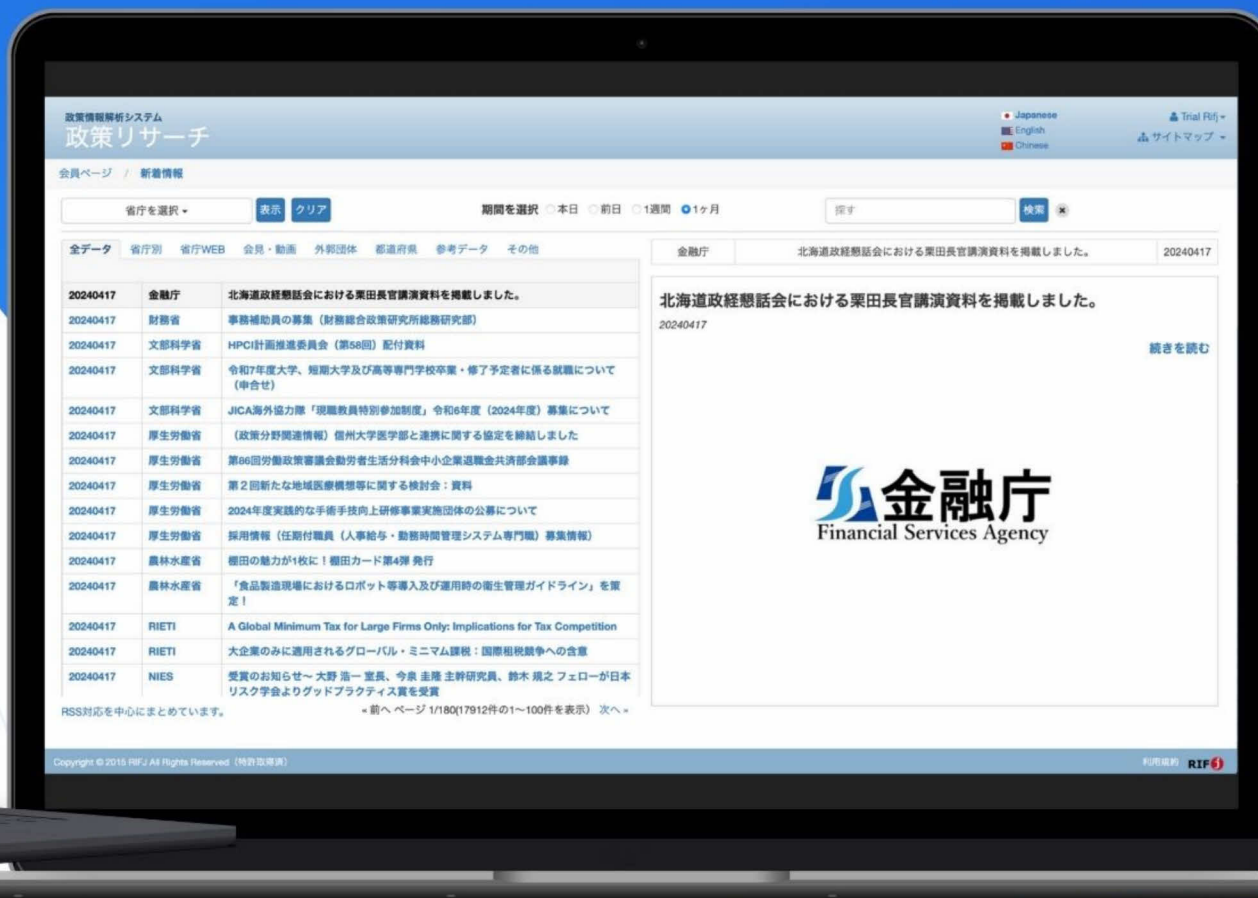 政策情報解析システム
政策リサーチ
Japanese
English
Chinese
Trial Rifj
サイトマップ
会員ページ / 新着情報
省庁を選択
表示
クリア
期間を選択 本日 前日 1週間 1ヶ月
探す
検索
全データ 省庁別 省庁WEB 会見・動画 外郭団体 都道府県 参考データ その他
20240417 金融庁 北海道政経懇話会における栗田長官講演資料を掲載しました。
20240417 財務省 事務補助員の募集（財務総合政策研究所総務研究部）
20240417 文部科学省 HPCI計画推進委員会（第58回）配付資料
20240417 文部科学省 令和7年度大学、短期大学及び高等専門学校卒業・修了予定者に係る就職について
（申合せ）
20240417 文部科学省 JICA海外協力隊「現職教員特別参加制度」令和6年度（2024年度）募集について
20240417 厚生労働省 （政策分野関連情報）信州大学医学部と連携に関する協定を締結しました
20240417 厚生労働省 第86回労働政策審議会勤労者生活分科会中小企業退職金共済部会議事録
20240417 厚生労働省 第２回新たな地域医療構想等に関する検討会：資料
20240417 厚生労働省 2024年度実践的な手術手技向上研修事業実施団体の公募について
20240417 厚生労働省 採用情報（任期付職員（人事給与・勤務時間管理システム専門職）募集情報）
20240417 農林水産省 棚田の魅力が1枚に！棚田カード第4弾 発行
20240417 農林水産省 「食品製造現場におけるロボット等導入及び運用時の衛生管理ガイドライン」を策
定！
20240417 RIETI A Global Minimum Tax for Large Firms Only: Implications for Tax Competition
20240417 RIETI 大企業のみに適用されるグローバル・ミニマム課税：国際租税競争への含意
20240417 NIES 受賞のお知らせ～ 大野 浩一 室長、今泉 圭隆 主幹研究員、鈴木 規之 フェローが日本
リスク学会よりグッドプラクティス賞を受賞
RSS対応を中心にまとめています。
« 前へ ページ 1/180(17912件の1～100件を表示) 次へ »
金融庁 北海道政経懇話会における栗田長官講演資料を掲載しました。 20240417
北海道政経懇話会における栗田長官講演資料を掲載しました。
20240417
続きを読む
金融庁
Financial Services Agency
Copyright © 2015 RIFJ All Rights Reserved（特許取得済）
利用規約 RIFJ